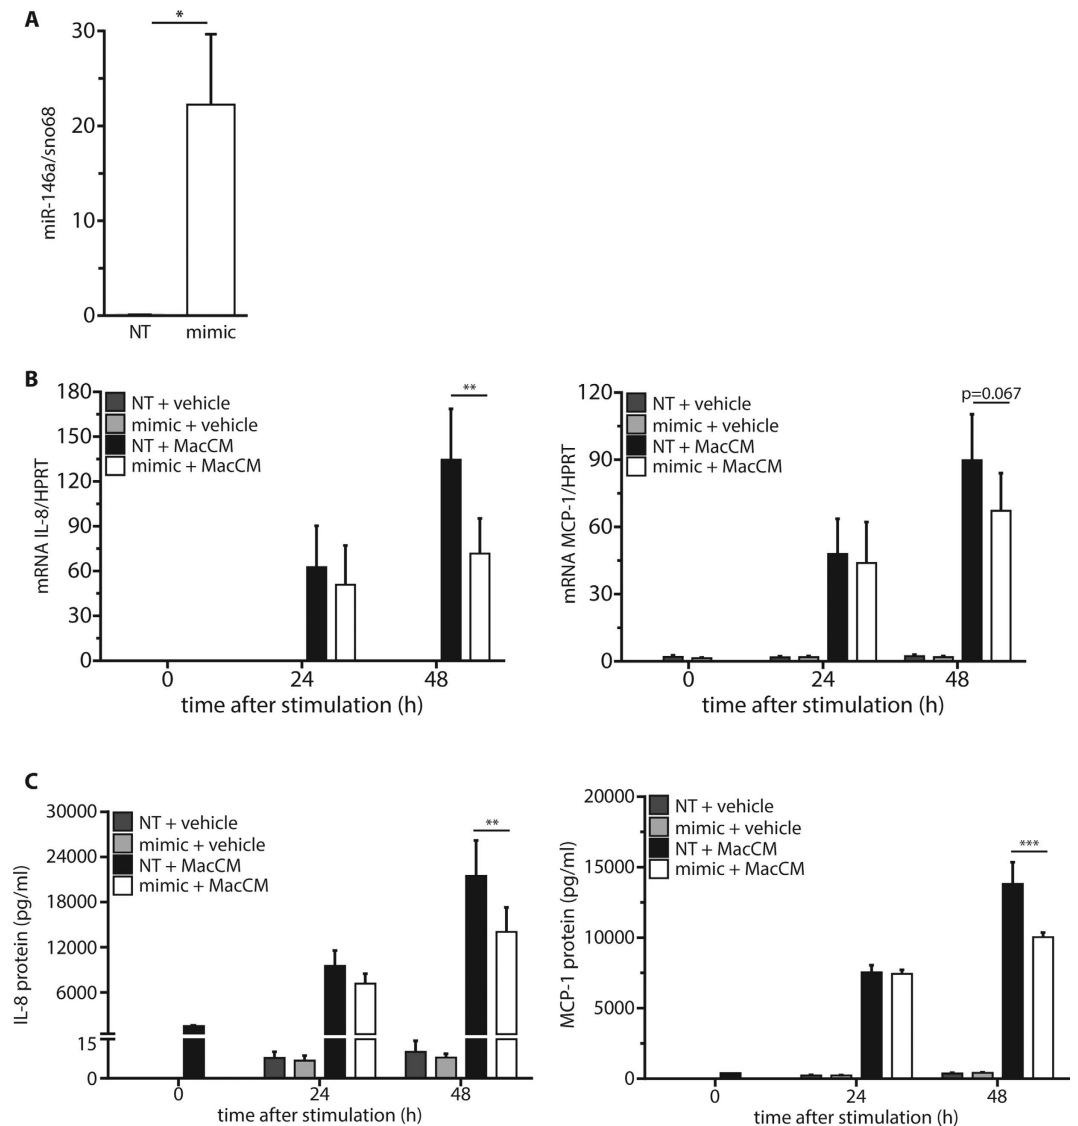 A
*
30
20
10
0
miR-146a/sno68
NT
mimic
B
180
150
120
90
60
30
0
mRNA IL-8/HPRT
NT + vehicle
mimic + vehicle
NT + MacCM
mimic + MacCM
**
0
24
48
time after stimulation (h)
120
90
60
30
0
mRNA MCP-1/HPRT
NT + vehicle
mimic + vehicle
NT + MacCM
mimic + MacCM
p=0.067
0
24
48
time after stimulation (h)
C
30000
24000
18000
12000
6000
15
0
IL-8 protein (pg/ml)
NT + vehicle
mimic + vehicle
NT + MacCM
mimic + MacCM
**
0
24
48
time after stimulation (h)
20000
15000
10000
5000
0
MCP-1 protein (pg/ml)
NT + vehicle
mimic + vehicle
NT + MacCM
mimic + MacCM
***
0
24
48
time after stimulation (h)